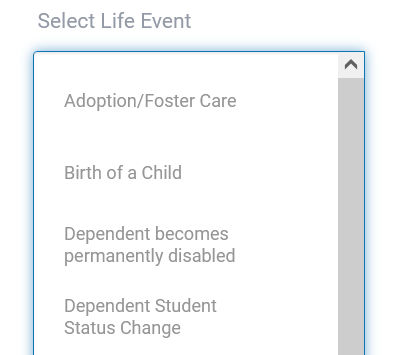 Select Life Event
Adoption/Foster Care
Birth of a Child
Dependent becomes
permanently disabled
Dependent Student
Status Change